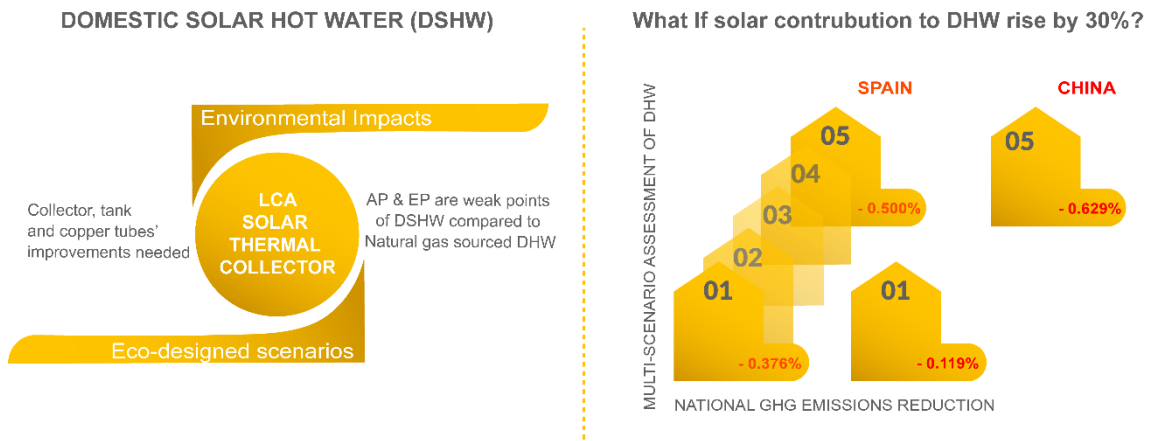 DOMESTIC SOLAR HOT WATER (DSHW)
Environmental Impacts
Collector, tank
and copper tubes’
improvements needed
LCA
SOLAR
THERMAL
COLLECTOR
AP & EP are weak points
of DSHW compared to
Natural gas sourced DHW
Eco-designed scenarios
What If solar contrubution to DHW rise by 30%?
MULTI-SCENARIO ASSESSMENT OF DHW
SPAIN
CHINA
05
05
04
03
- 0.500%
- 0.629%
02
01
01
- 0.376%
- 0.119%
NATIONAL GHG EMISSIONS REDUCTION